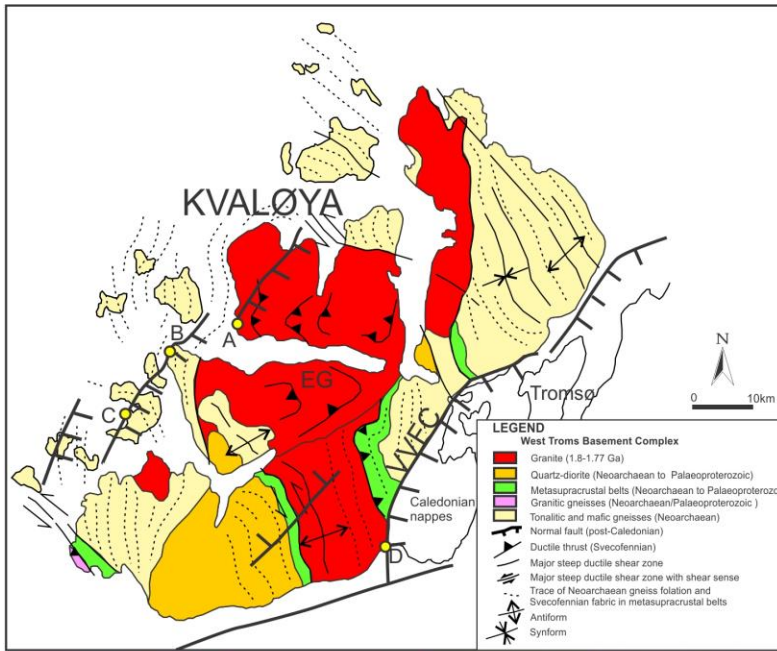 KVALØYA
B
A
C
EG
VVFC
Tromsø
N
0 10km
Caledonian
nappes
D
LEGEND
West Troms Basement Complex
Granite (1.8-1.77 Ga)
Quartz-diorite (Neoarchaean to Palaeoproterozoic)
Metasupracrustal belts (Neoarchaean to Palaeoproterozo
Granitic gneisses (Neoarchaean/Palaeoproterozoic )
Tonalitic and mafic gneisses (Neoarchaean)
Normal fault (post-Caledonian)
Ductile thrust (Svecofennian)
Major steep ductile shear zone
Major steep ductile shear zone with shear sense
Trace of Neoarchaean gneiss folation and
Svecofennian fabric in metasupracrustal belts
Antiform
Synform